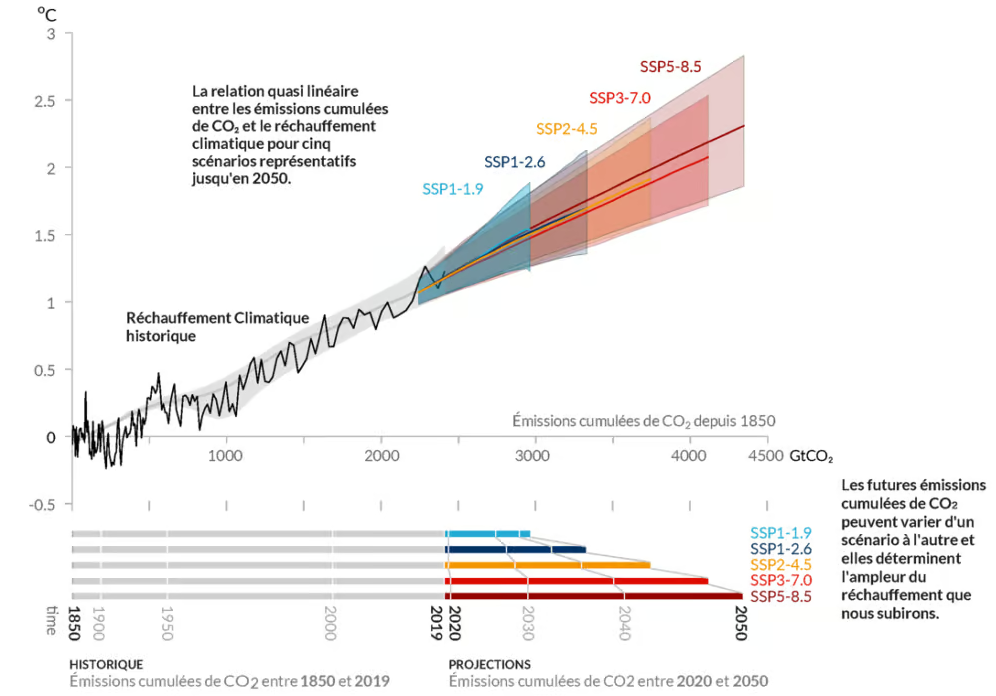 °C
3
2.5
2
1.5
1
0.5
0
-0.5
La relation quasi linéaire
entre les émissions cumulées
de CO₂ et le réchauffement
climatique pour cinq
scénarios représentatifs
jusqu'en 2050.
SSP5-8.5
SSP3-7.0
SSP2-4.5
SSP1-2.6
SSP1-1.9
Réchauffement Climatique
historique
Émissions cumulées de CO₂ depuis 1850
1000 2000 3000 4000 4500 GtCO₂
Les futures émissions
cumulées de CO₂
peuvent varier d'un
scénario à l'autre et
elles déterminent
l'ampleur du
réchauffement que
nous subirons.
SSP1-1.9
SSP1-2.6
SSP2-4.5
SSP3-7.0
SSP5-8.5
time 1850 1900 1950 2000 2019 2020 2030 2040 2050
HISTORIQUE
Émissions cumulées de CO2 entre 1850 et 2019
PROJECTIONS
Émissions cumulées de CO2 entre 2020 et 2050